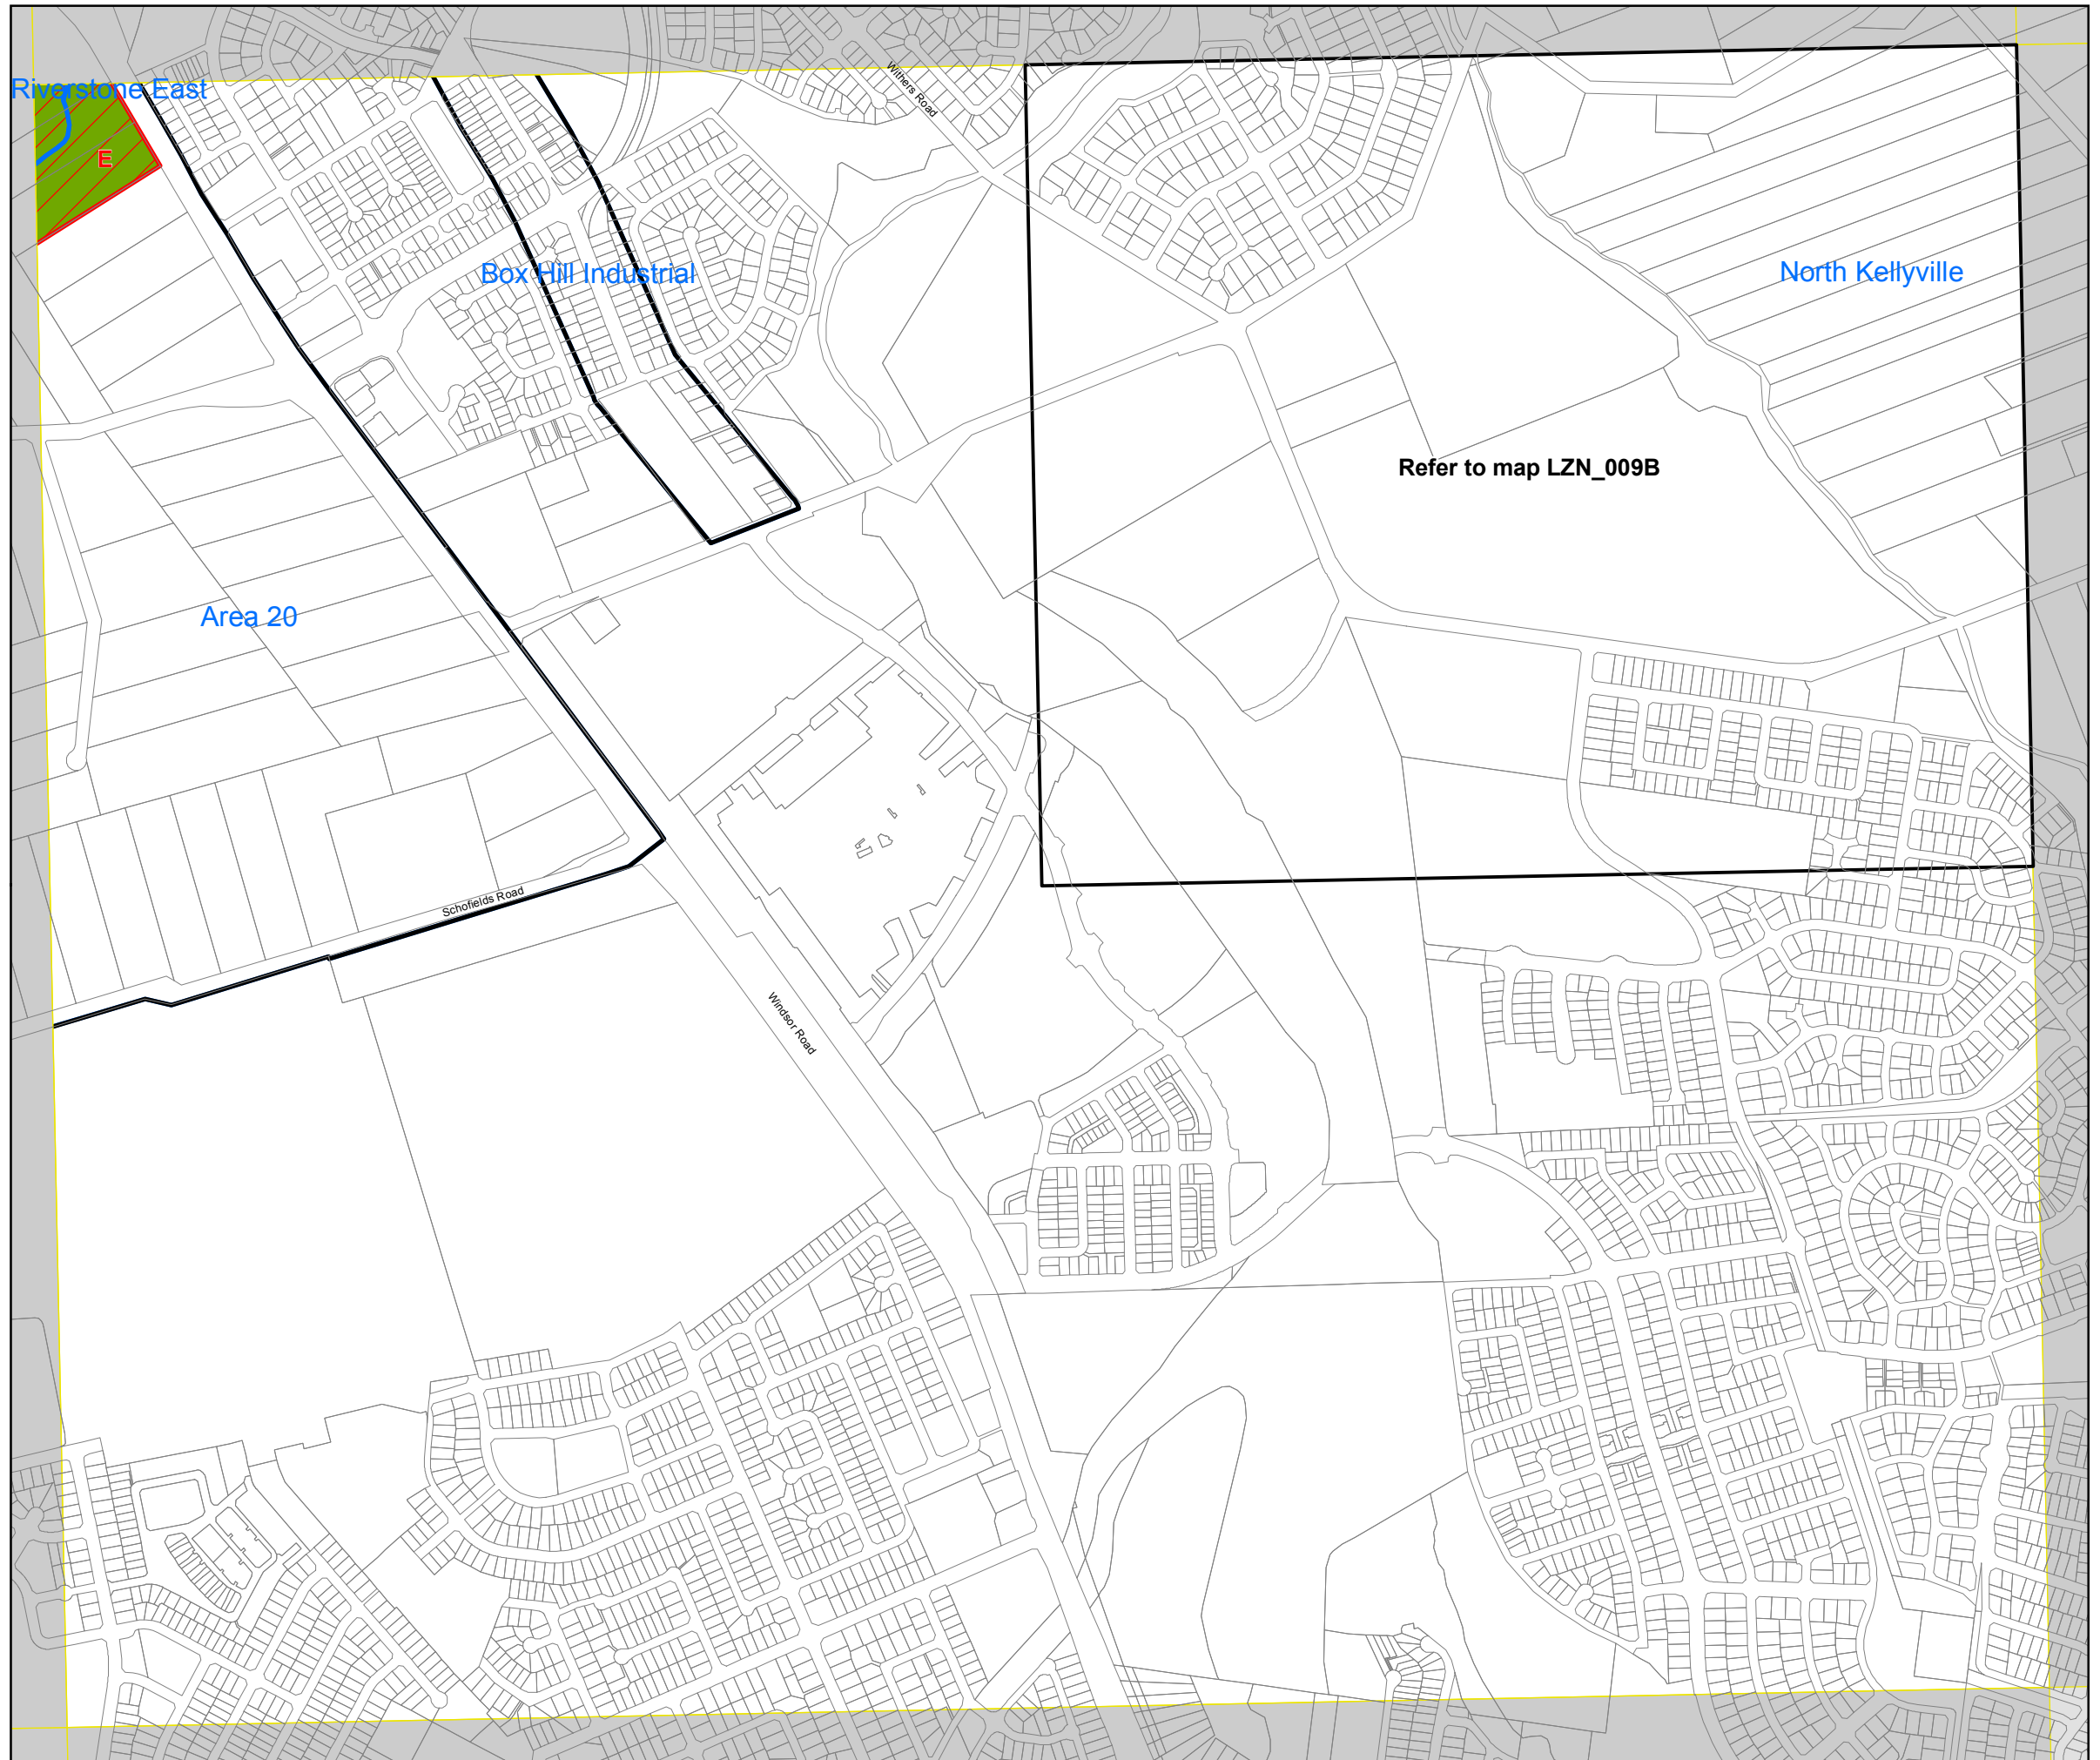 Withers Road
Riverstone East
E
Box Hill Industrial
North Kellyville
Refer to map LZN_009B
Area 20
Schofields Road
Windsor Road